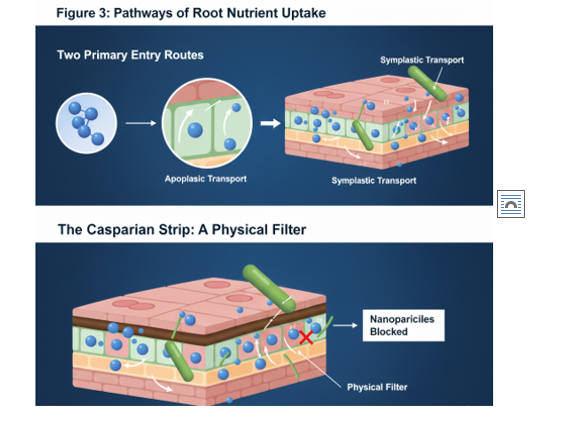 Figure 3: Pathways of Root Nutrient Uptake
Two Primary Entry Routes
Symplastic Transport
Apoplasic Transport
Symplastic Transport
The Casparian Strip: A Physical Filter
Nanopariciles
Blocked
Physical Filter